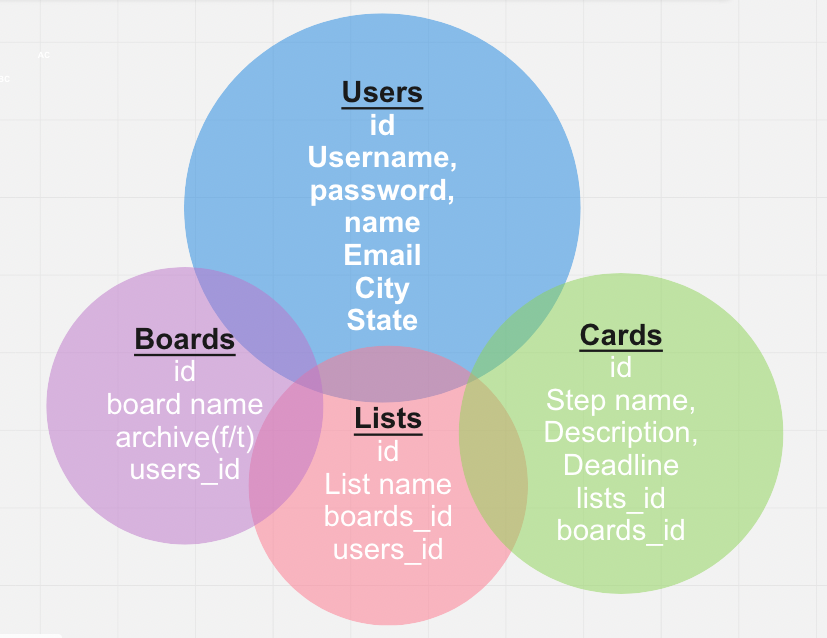 AC
Users
id
Username,
password,
name
Email
City
State
Boards
id
board name
archive(f/t)
users_id
Lists
id
List name
boards_id
users_id
Cards
id
Step name,
Description,
Deadline
lists_id
boards_id